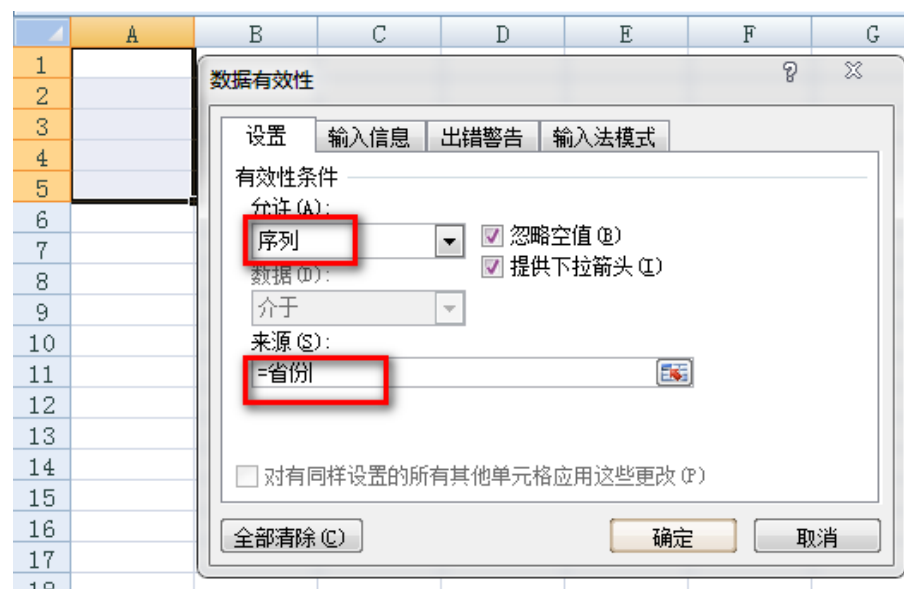 A B C D E F G
1
2
3
4
5
6
7
8
9
10
11
12
13
14
15
16
17
18
数据有效性
设置 输入信息 出错警告 输入法模式
有效性条件
允许(A):
序列 忽略空值(B)
数据(D): 提供下拉箭头(I)
介于
来源(S):
=省份
对有同样设置的所有其他单元格应用这些更改(P)
全部清除(C) 确定 取消